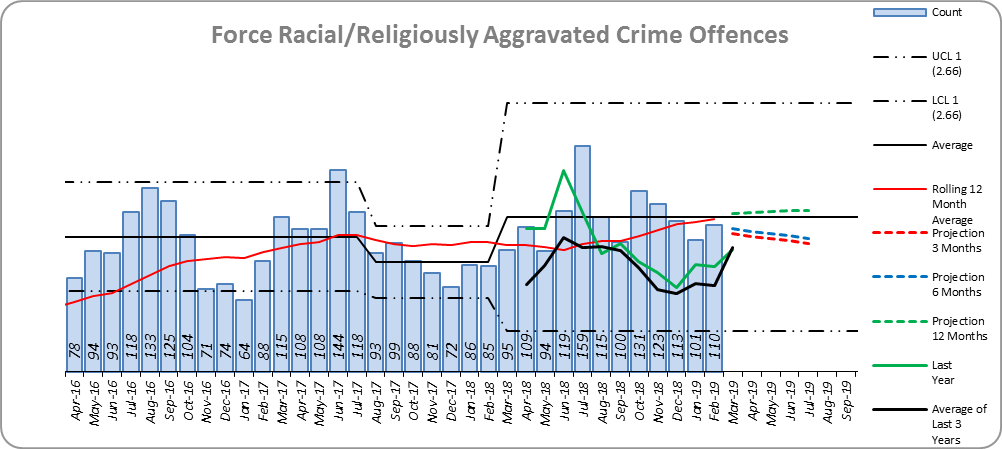 Force Racial/Religiously Aggravated Crime Offences
Count
UCL 1
(2.66)
LCL 1
(2.66)
Average
Rolling 12
Month
Average
Projection
3 Months
Projection
6 Months
Projection
12 Months
Last
Year
Average of
Last 3
Years
78
94
93
118
133
125
104
71
74
64
88
115
108
108
144
118
93
99
88
81
72
86
85
95
109
94
119
159
115
100
131
123
113
101
110
Apr-16
May-16
Jun-16
Jul-16
Aug-16
Sep-16
Oct-16
Nov-16
Dec-16
Jan-17
Feb-17
Mar-17
Apr-17
May-17
Jun-17
Jul-17
Aug-17
Sep-17
Oct-17
Nov-17
Dec-17
Jan-18
Feb-18
Mar-18
Apr-18
May-18
Jun-18
Jul-18
Aug-18
Sep-18
Oct-18
Nov-18
Dec-18
Jan-19
Feb-19
Mar-19
Apr-19
May-19
Jun-19
Jul-19
Aug-19
Sep-19